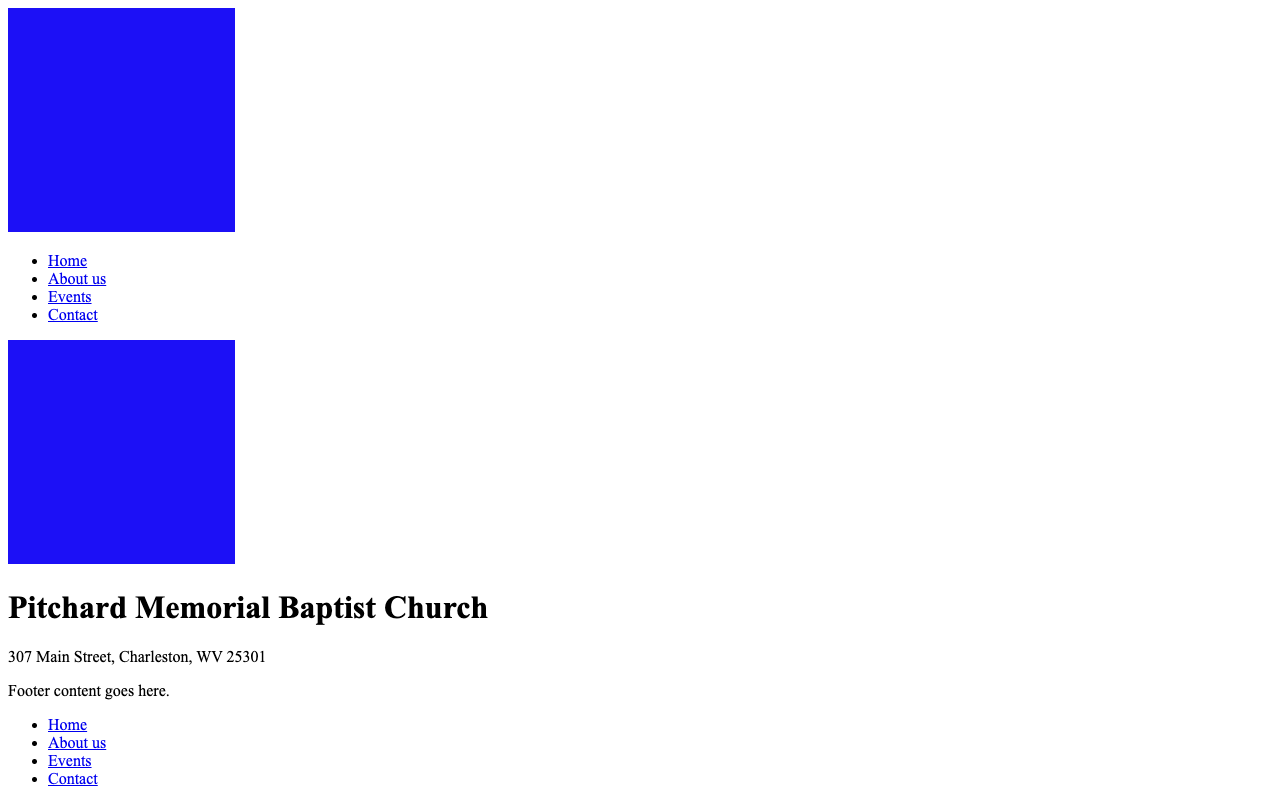 Home
About us
Events
Contact
Pitchard Memorial Baptist Church
307 Main Street, Charleston, WV 25301
Footer content goes here.
Home
About us
Events
Contact